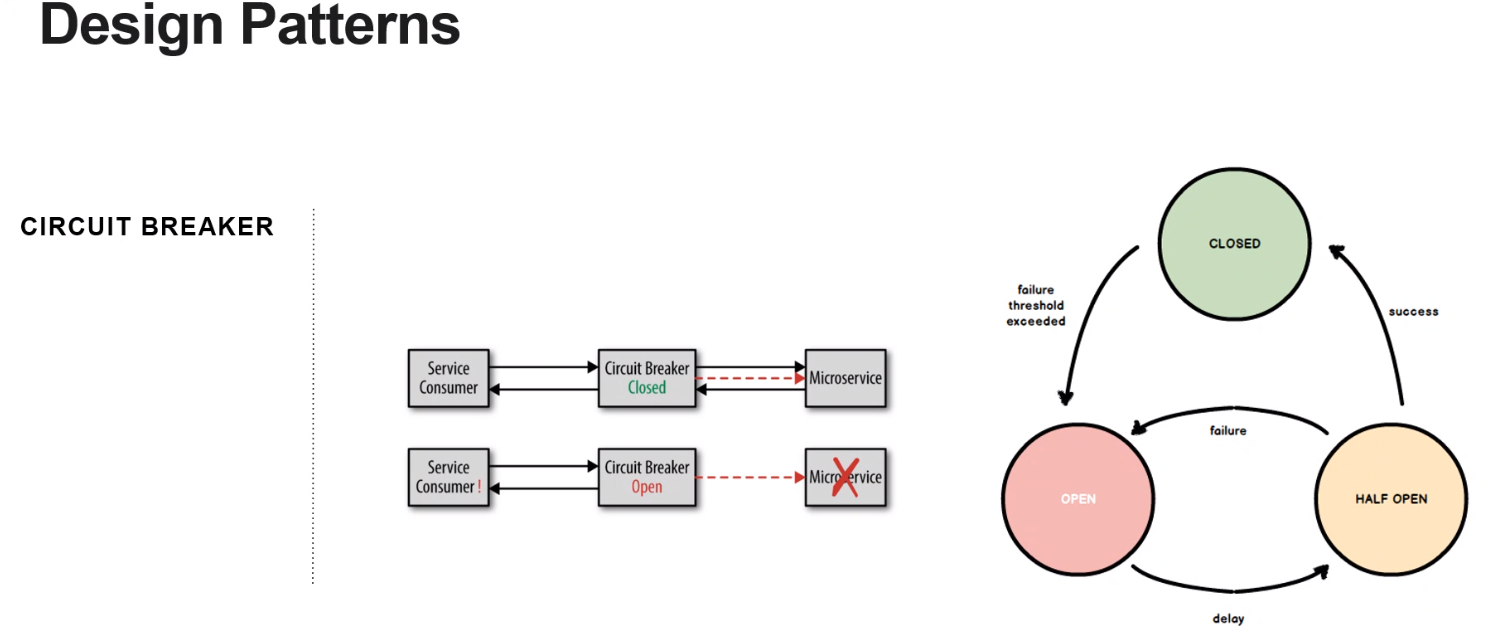 Design Patterns
CIRCUIT BREAKER
Service
Consumer
Circuit Breaker
Closed
Microservice
Service
Consumer !
Circuit Breaker
Open
Microservice
CLOSED
failure
threshold
exceeded
success
failure
OPEN
HALF OPEN
delay